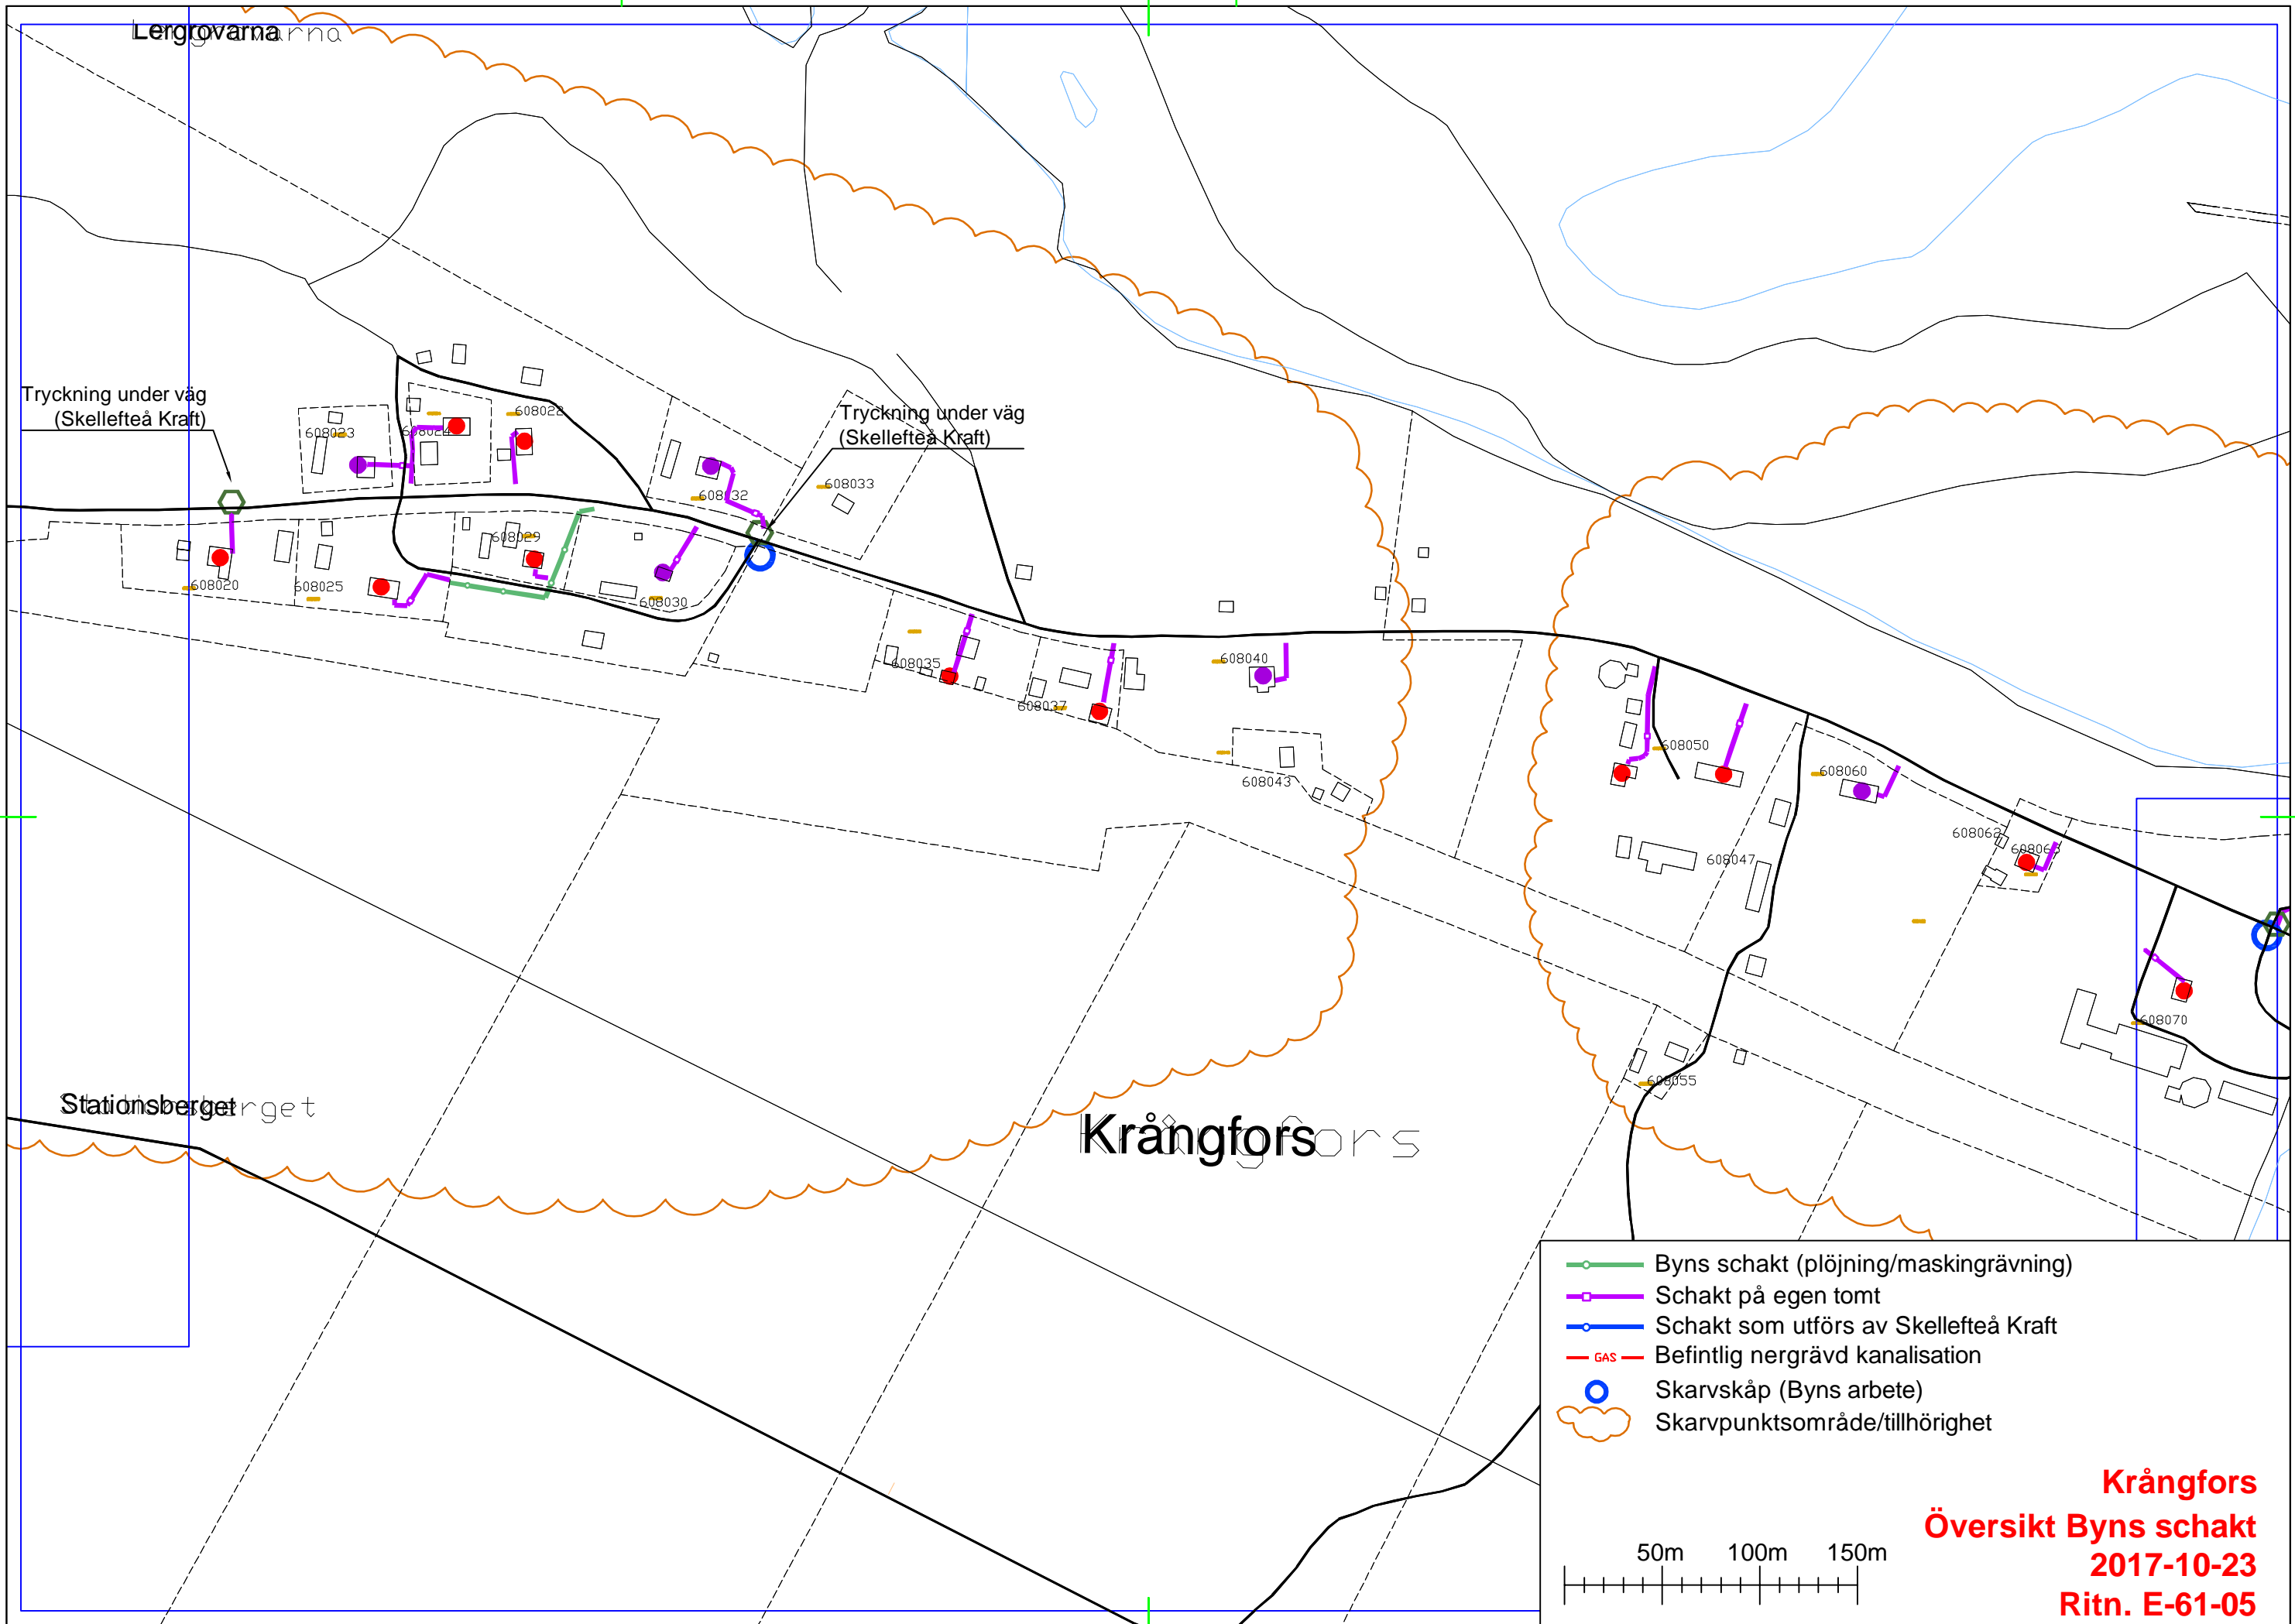 Lergrovarna
Tryckning under väg
(Skellefteå Kraft)
608023
608024
608022
Tryckning under väg
(Skellefteå Kraft)
608032
608033
608020
608025
608029
608030
608035
608037
608040
608043
608050
608060
608047
608062
608070
608055
Stationsberget
Krångfors
Byns schakt (plöjning/maskingrävning)
Schakt på egen tomt
Schakt som utförs av Skellefteå Kraft
GAS Befintlig nergrävd kanalisation
Skarvskåp (Byns arbete)
Skarvpunktsområde/tillhörighet
Krångfors
Översikt Byns schakt
2017-10-23
Ritn. E-61-05
50m 100m 150m